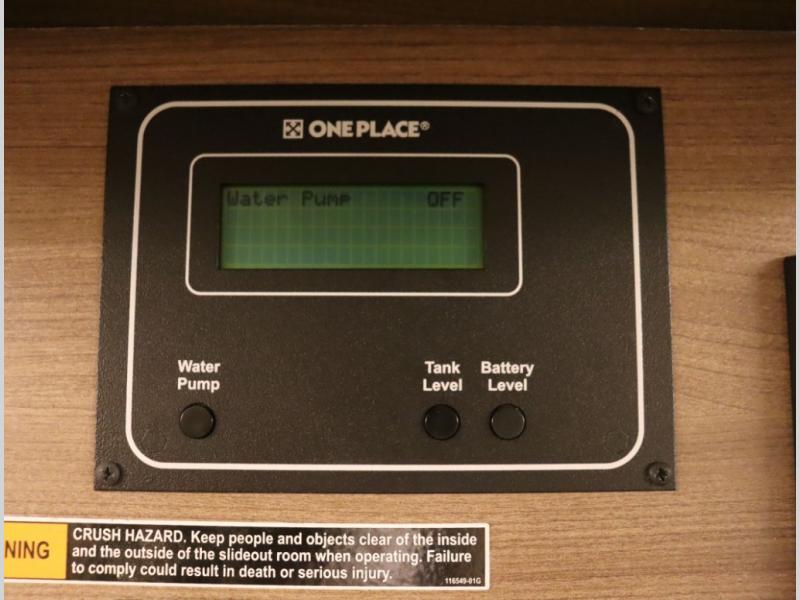 ONE PLACE®
Water Pump OFF
Water
Pump
Tank
Level
Battery
Level
NING
CRUSH HAZARD. Keep people and objects clear of the inside
and the outside of the slideout room when operating. Failure
to comply could result in death or serious injury.
116549-01G